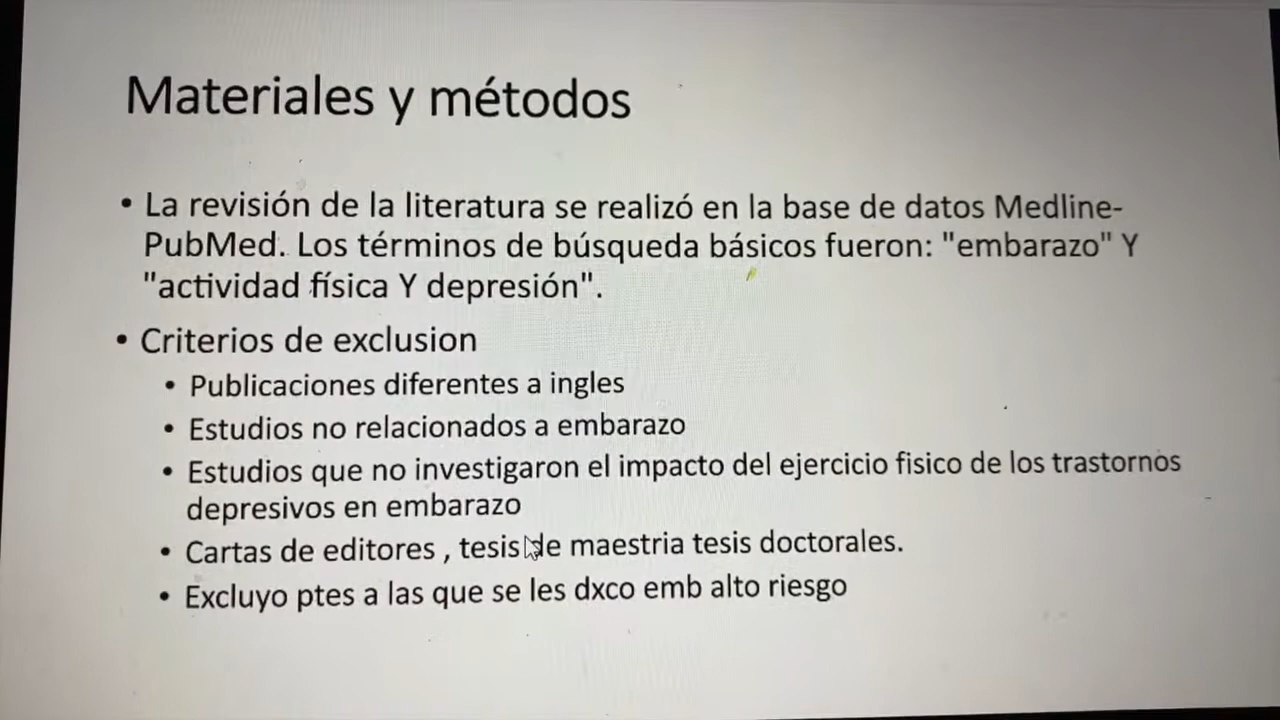 Materiales y métodos
• La revisión de la literatura se realizó en la base de datos Medline-
PubMed. Los términos de búsqueda básicos fueron: "embarazo" Y
"actividad física Y depresión".
• Criterios de exclusion
• Publicaciones diferentes a ingles
• Estudios no relacionados a embarazo
• Estudios que no investigaron el impacto del ejercicio fisico de los trastornos
depresivos en embarazo
• Cartas de editores , tesis de maestria tesis doctorales.
• Excluyo ptes a las que se les dxco emb alto riesgo